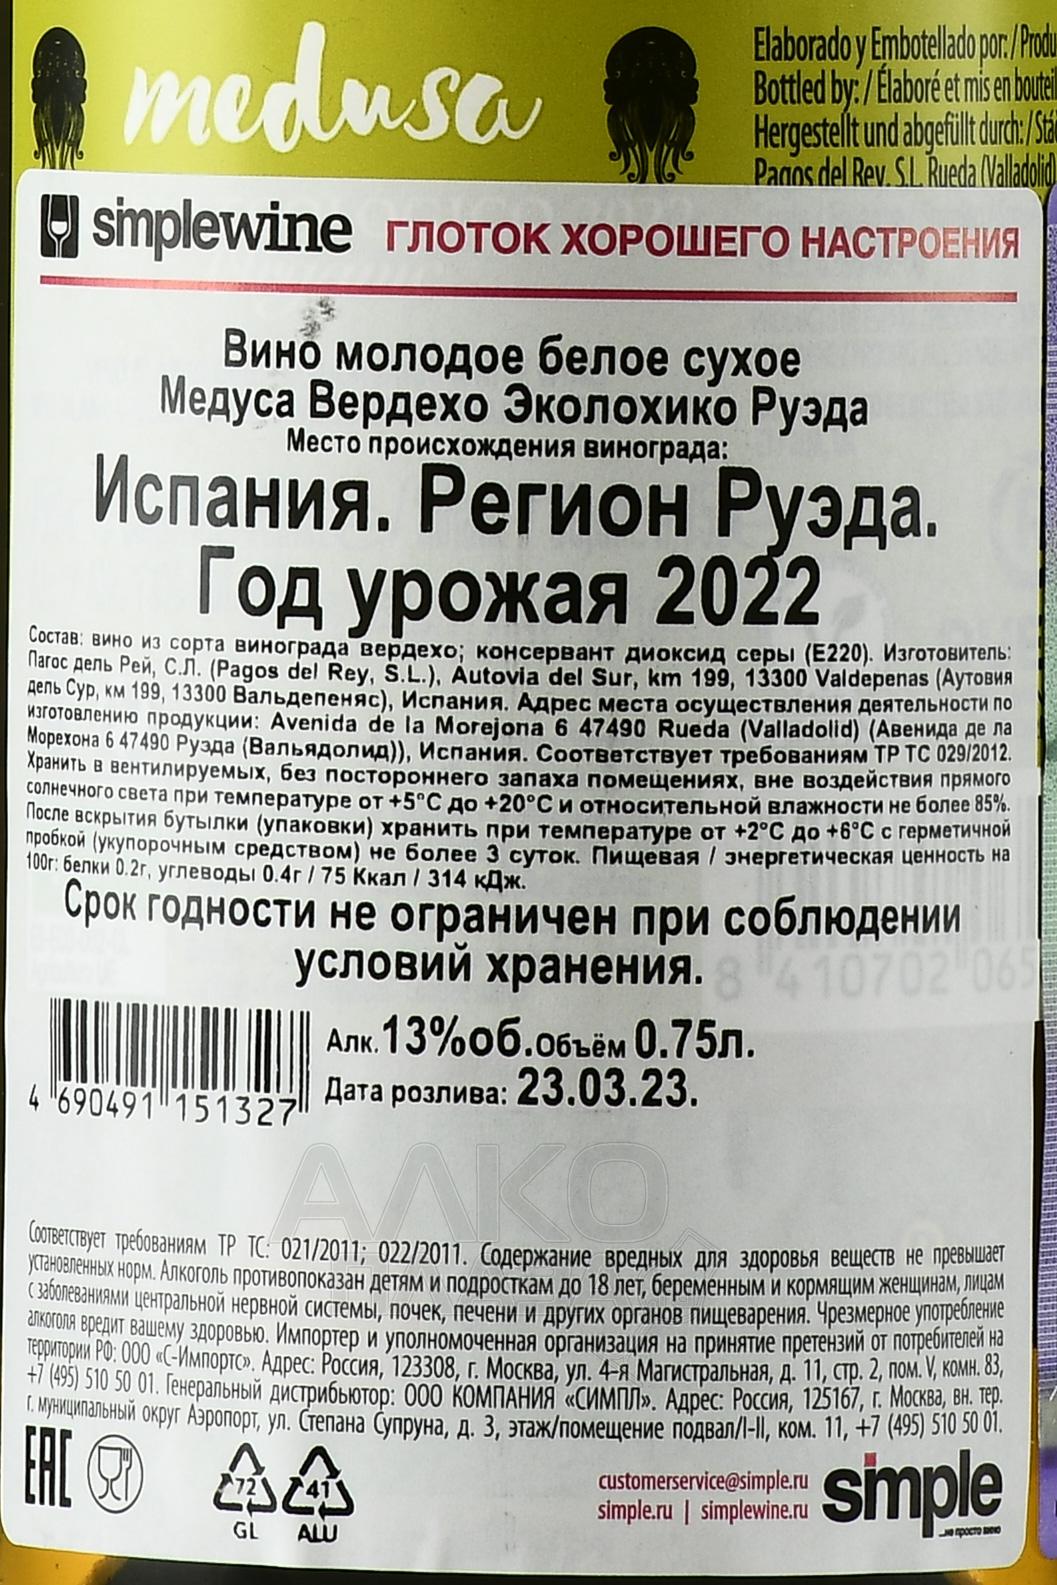 medusa
Elaborado y Embotellado por: / Produ
Bottled by: / Élaboré et mis en bouteil
Hergestellt und abgefüllt durch: / Stá
Pagos del Rey, S.L. Rueda (Valladolid)
simplewine ГЛОТОК ХОРОШЕГО НАСТРОЕНИЯ
Вино молодое белое сухое
Медуса Вердехо Эколохико Руэда
Место происхождения винограда:
Испания. Регион Руэда.
Год урожая 2022
Состав: вино из сорта винограда вердехо; консервант диоксид серы (Е220). Изготовитель:
Пагос дель Рей, С.Л. (Pagos del Rey, S.L.), Autovia del Sur, km 199, 13300 Valdepenas (Аутовия
дель Сур, км 199, 13300 Вальдепеняс), Испания. Адрес места осуществления деятельности по
изготовлению продукции: Avenida de la Morejona 6 47490 Rueda (Valladolid) (Авенида де ла
Морехона 6 47490 Руэда (Вальядолид)), Испания. Соответствует требованиям ТР ТС 029/2012.
Хранить в вентилируемых, без постороннего запаха помещениях, вне воздействия прямого
солнечного света при температуре от +5°C до +20°C и относительной влажности не более 85%.
После вскрытия бутылки (упаковки) хранить при температуре от +2°C до +6°C с герметичной
пробкой (укупорочным средством) не более 3 суток. Пищевая / энергетическая ценность на
100г: белки 0.2г, углеводы 0.4г / 75 Ккал / 314 кДж.
Срок годности не ограничен при соблюдении
условий хранения.
8 410702 065
Алк.13%об.Объём 0.75л.
Дата розлива: 23.03.23.
4 690491 151327
АЛКО
Соответствует требованиям ТР ТС: 021/2011; 022/2011. Содержание вредных для здоровья веществ не превышает
установленных норм. Алкоголь противопоказан детям и подросткам до 18 лет, беременным и кормящим женщинам, лицам
с заболеваниями центральной нервной системы, почек, печени и других органов пищеварения. Чрезмерное употребление
алкоголя вредит вашему здоровью. Импортер и уполномоченная организация на принятие претензий от потребителей на
территории РФ: ООО «С-Импортс». Адрес: Россия, 123308, г. Москва, ул. 4-я Магистральная, д. 11, стр. 2, пом. V, комн. 83,
+7 (495) 510 50 01. Генеральный дистрибьютор: ООО КОМПАНИЯ «СИМПЛ». Адрес: Россия, 125167, г. Москва, вн. тер.
г. муниципальный округ Аэропорт, ул. Степана Супруна, д. 3, этаж/помещение подвал/I-II, ком. 11, +7 (495) 510 50 01.
EAC
72 41
GL ALU
customerservice@simple.ru
simple.ru | simplewine.ru
simple
...не просто вино